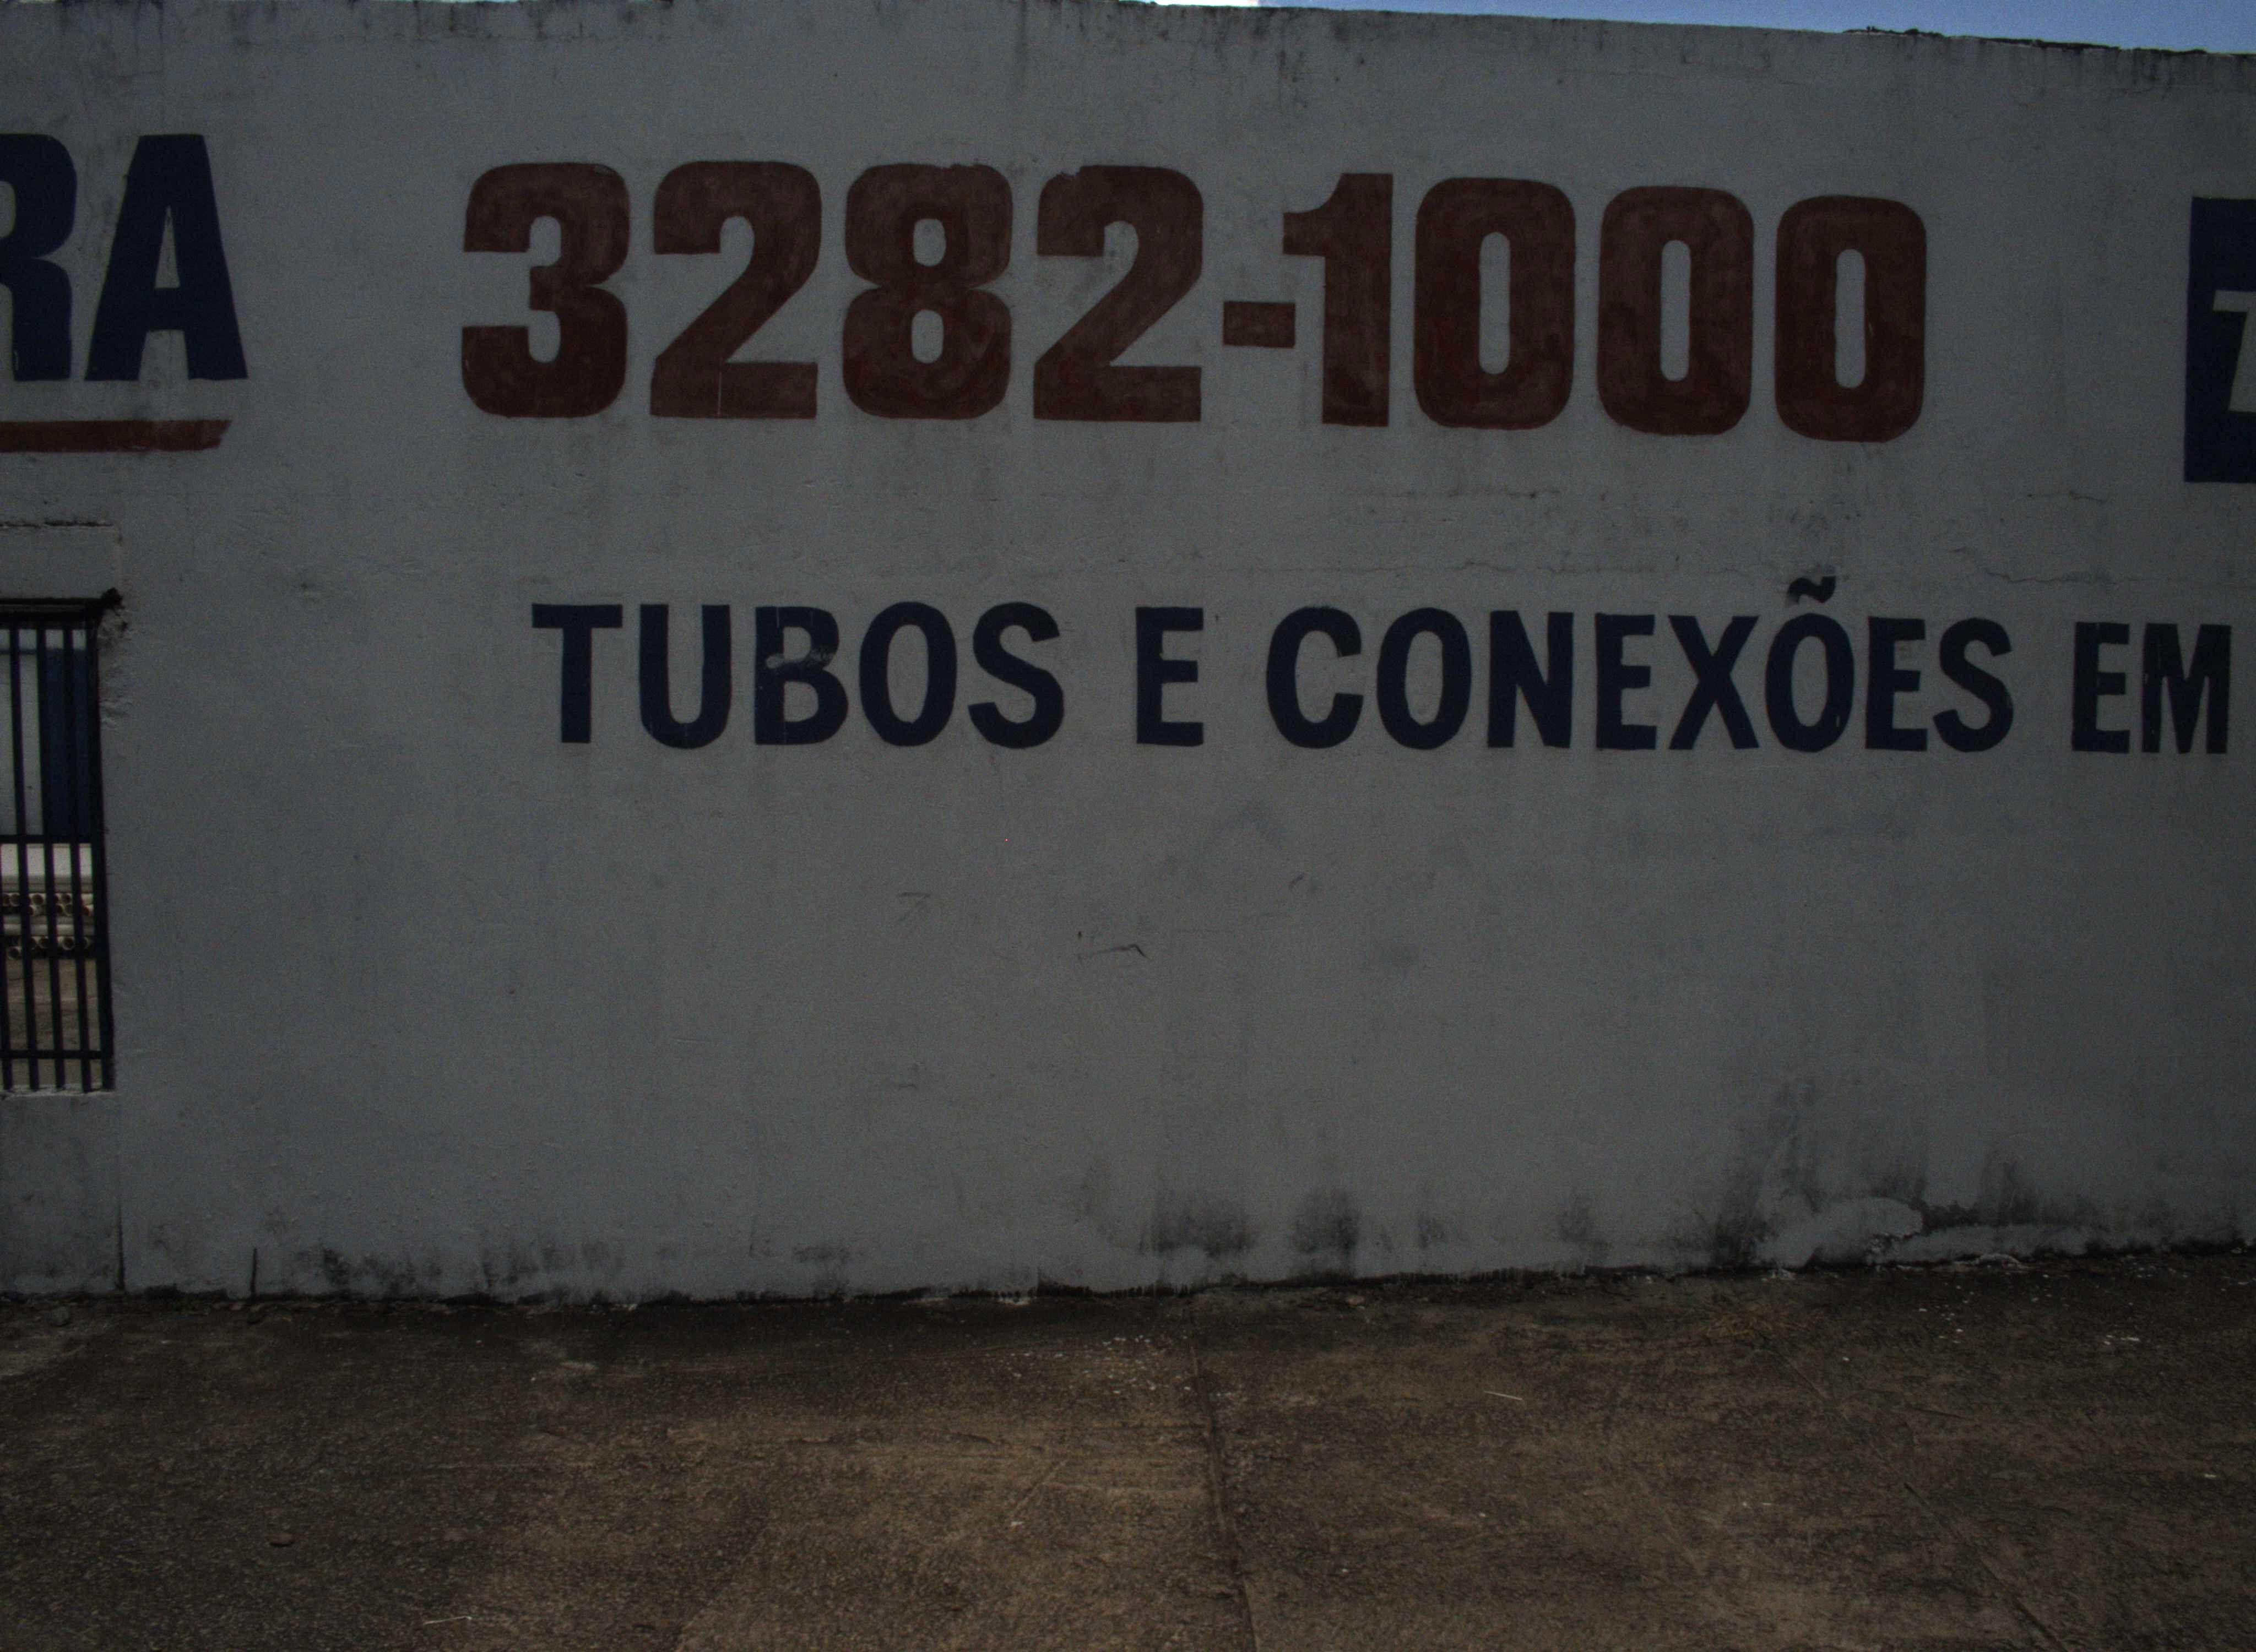 RA 3282-1000
TUBOS E CONEXÕES EM